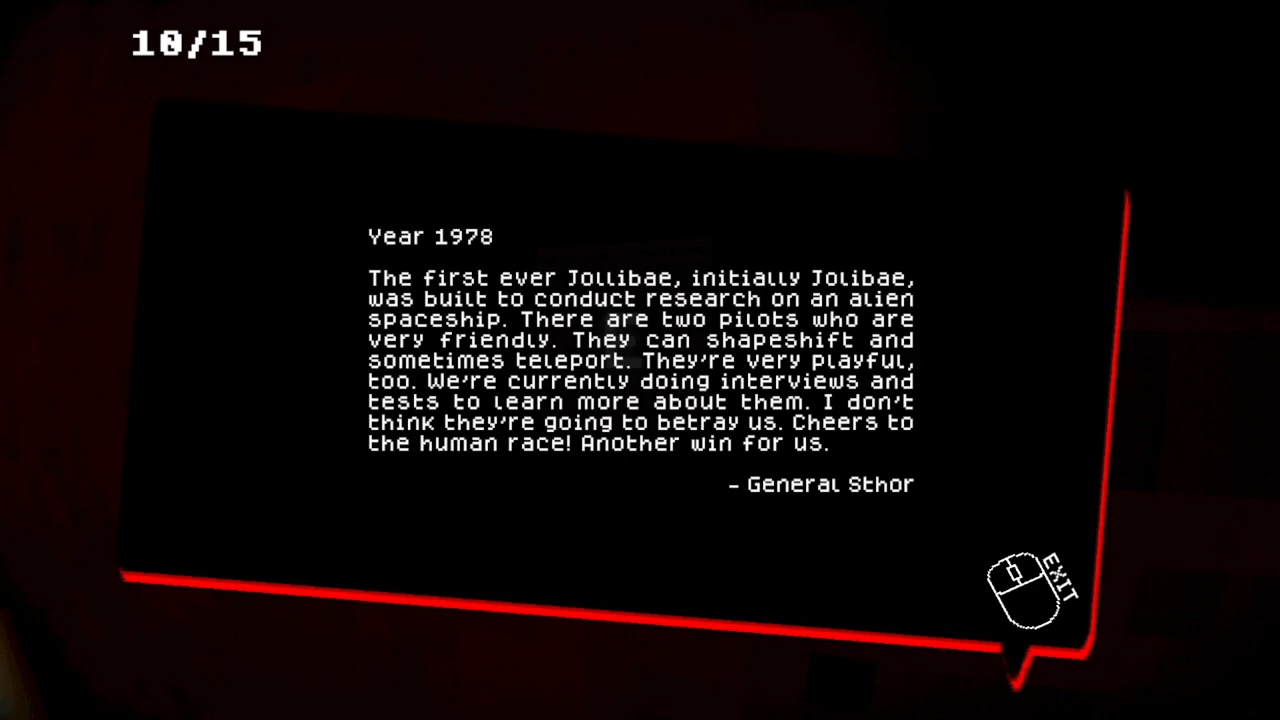 10/15
Year 1978
The first ever Jollibae, initially Jolibae,
was built to conduct research on an alien
spaceship. There are two pilots who are
very friendly. They can shapeshift and
sometimes teleport. They're very playful,
too. We're currently doing interviews and
tests to learn more about them. I don't
think they're going to betray us. Cheers to
the human race! Another win for us.
- General Sthor
EXIT